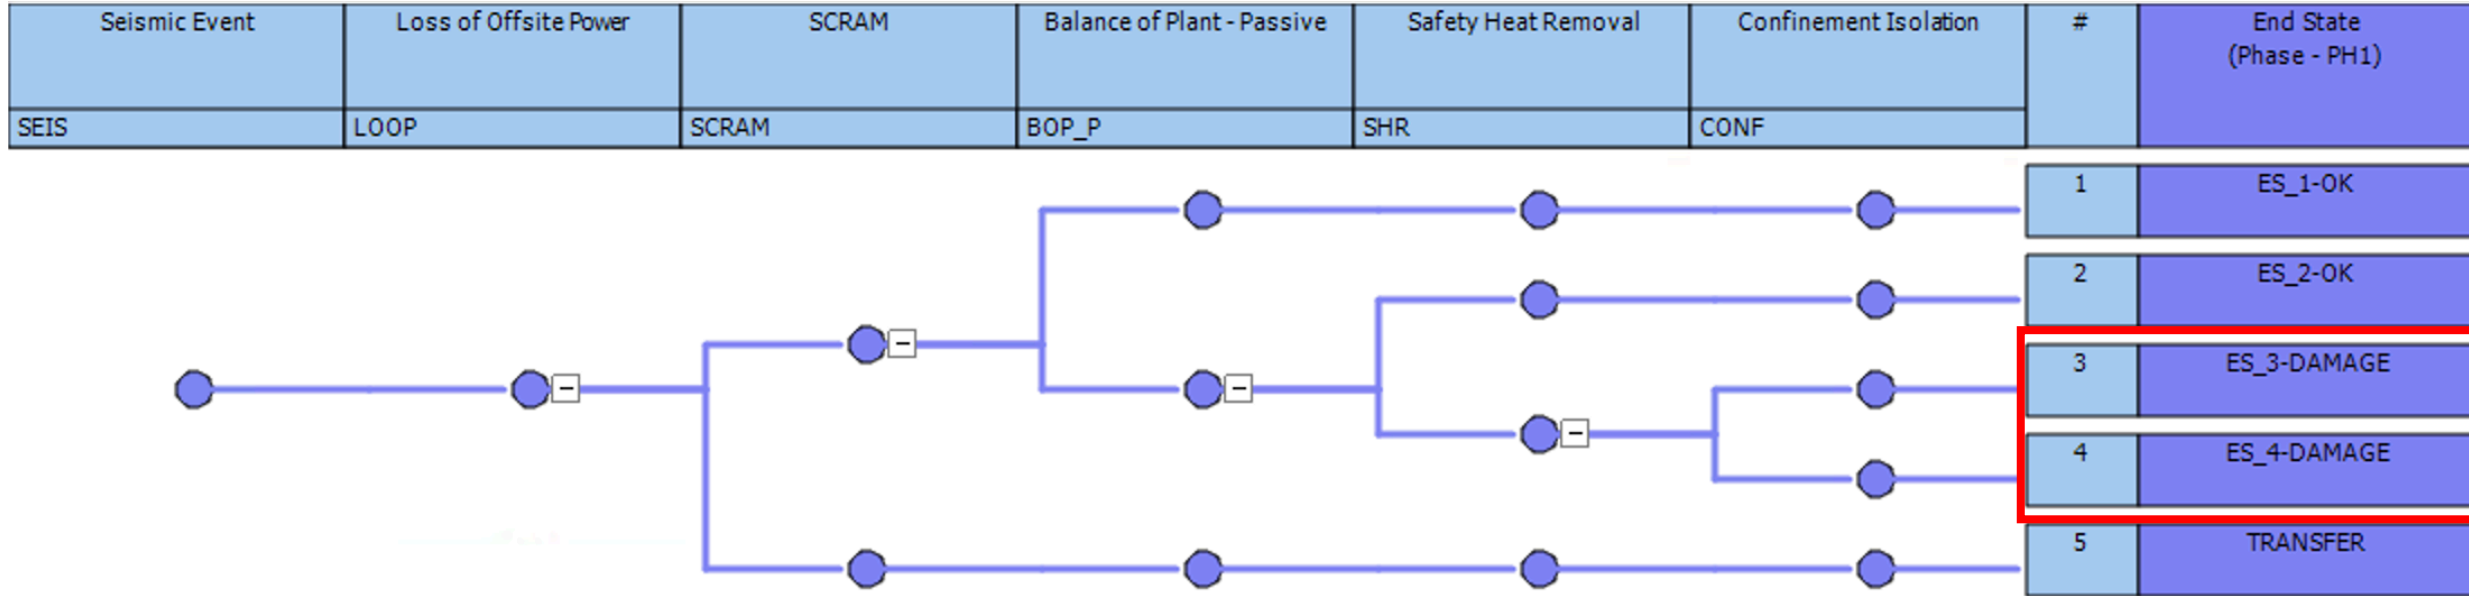 Seismic Event
Loss of Offsite Power
SCRAM
Balance of Plant - Passive
Safety Heat Removal
Confinement Isolation
#
End State
(Phase - PH1)
SEIS
LOOP
SCRAM
BOP_P
SHR
CONF
1
ES_1-OK
2
ES_2-OK
3
ES_3-DAMAGE
4
ES_4-DAMAGE
5
TRANSFER